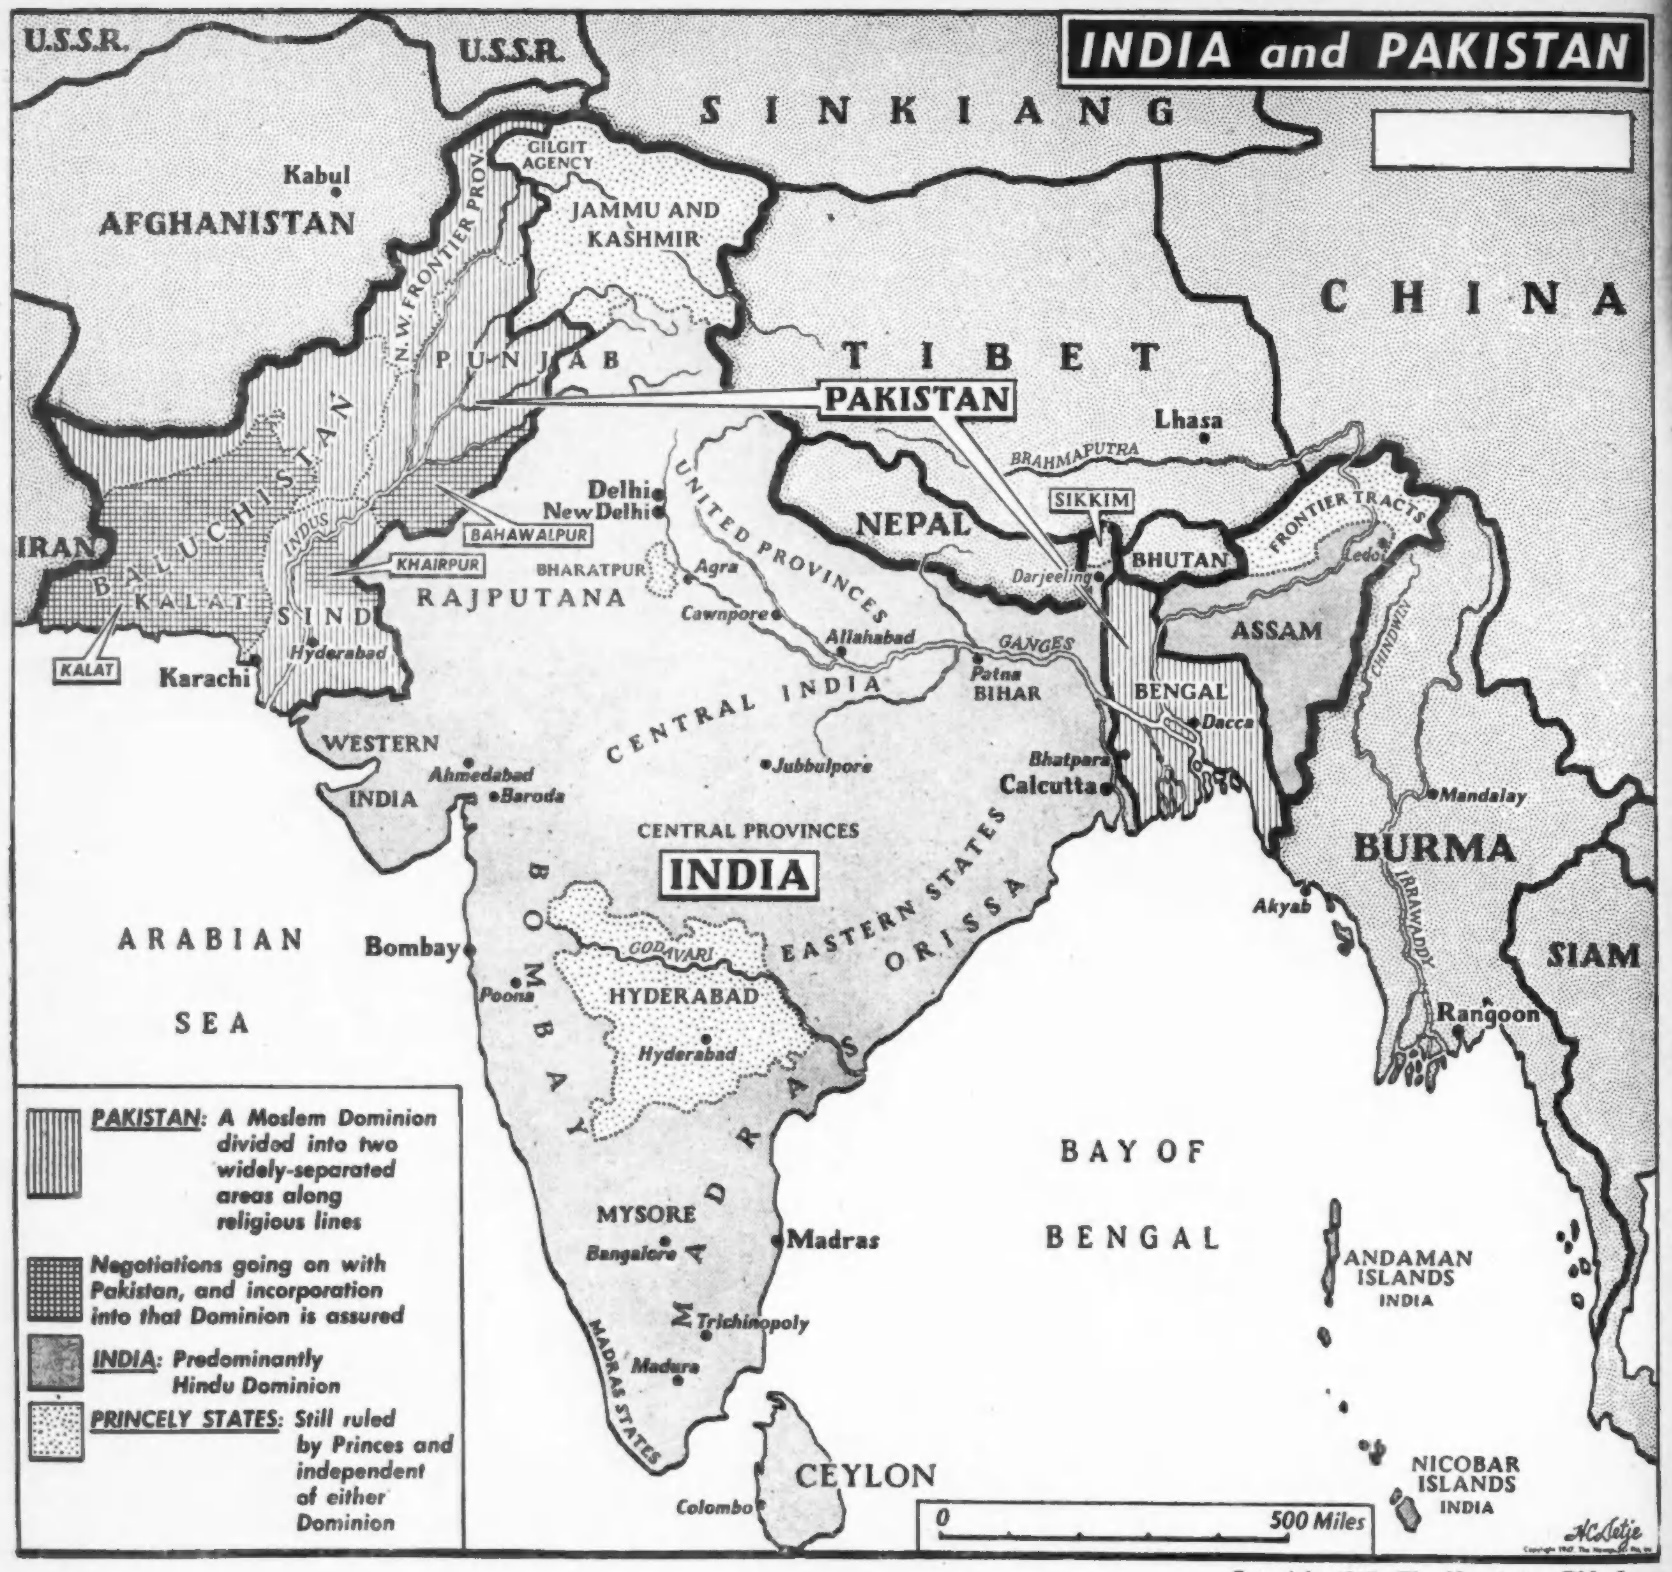 INDIA and PAKISTAN
U.S.S.R.
U.S.S.R.
SINKIANG
GILGIT
AGENCY
Kabul
AFGHANISTAN
N.W. FRONTIER PROV.
JAMMU AND
KASHMIR
CHINA
TIBET
PUNJAB
PAKISTAN
Lhasa
BRAHMAPUTRA
BALUCHISTAN
Delhi
New Delhi
UNITED PROVINCES
SIKKIM
FRONTIER TRACTS
NEPAL
INDUS
BAHAWALPUR
IRAN
BHUTAN
Ledo
KHAIRPUR
BHARATPUR
Agra
Darjeeling
KALAT
RAJPUTANA
SIND
Cawnpore
Allahabad
GANGES
ASSAM
CHINDWIN
Hyderabad
KALAT
Karachi
Patna
BIHAR
CENTRAL INDIA
BENGAL
Dacca
WESTERN
INDIA
Ahmedabad
Baroda
Jubbulpore
Bhatpara
Calcutta
Mandalay
CENTRAL PROVINCES
INDIA
BURMA
BOMBAY
EASTERN STATES
ORISSA
Akyab
IRRAWADDY
ARABIAN
SEA
Bombay
GODAVARI
SIAM
Poona
HYDERABAD
Hyderabad
Rangoon
MADRAS
BAY OF
BENGAL
MYSORE
Bangalore
Madras
ANDAMAN
ISLANDS
INDIA
Trichinopoly
MADRAS STATES
Madura
CEYLON
Colombo
NICOBAR
ISLANDS
INDIA
PAKISTAN: A Moslem Dominion
divided into two
widely-separated
areas along
religious lines
Negotiations going on with
Pakistan, and incorporation
into that Dominion is assured
INDIA: Predominantly
Hindu Dominion
PRINCELY STATES: Still ruled
by Princes and
independent
of either
Dominion
0 500 Miles
Copyright 1947